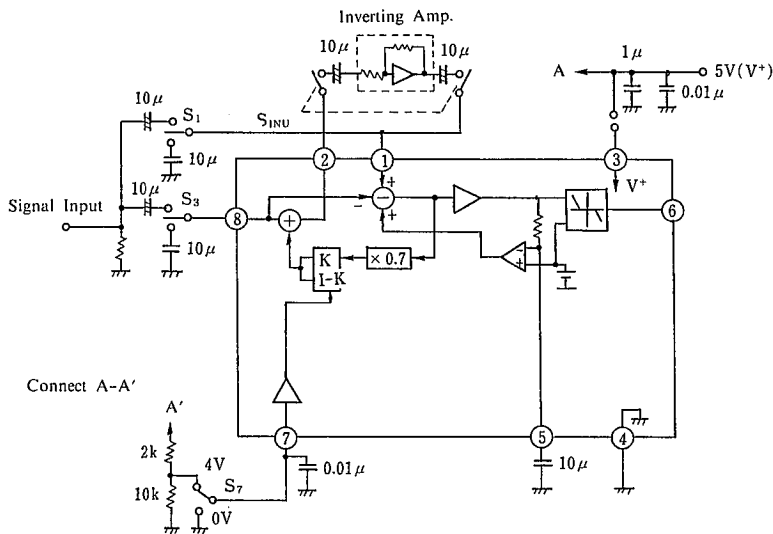 Inverting Amp.
10μ
10μ
1μ
A
5V(V⁺)
0.01μ
10μ
S₁
S_INU
10μ
2
1
3
V⁺
10μ
S₃
Signal Input
8
+
-
-
+
+
6
10μ
K
I-K
× 0.7
-
+
Connect A-A'
A'
7
5
4
2k
4V
0.01μ
10μ
10k
S₇
0V